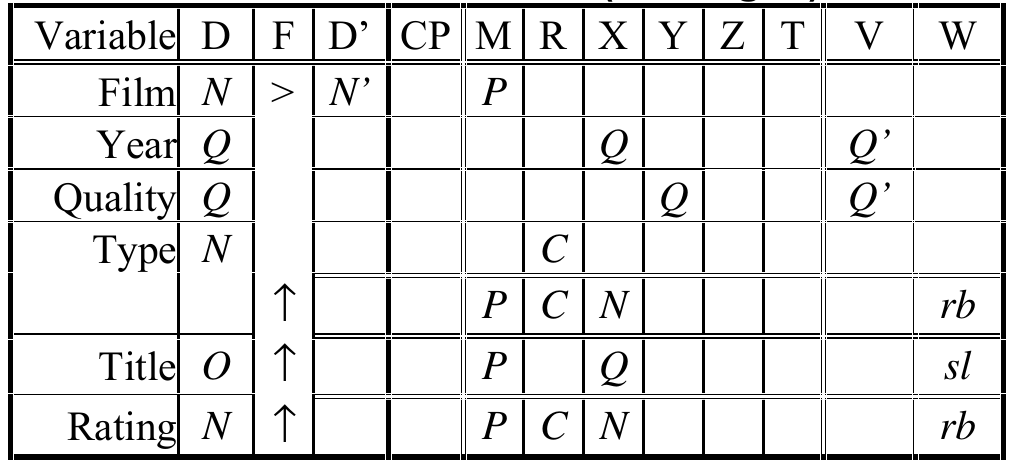 Variable D F D’ CP M R X Y Z T V W
Film N > N’ P
Year Q Q Q’
Quality Q Q Q’
Type N C
↑ P C N rb
Title O ↑ P Q sl
Rating N ↑ P C N rb